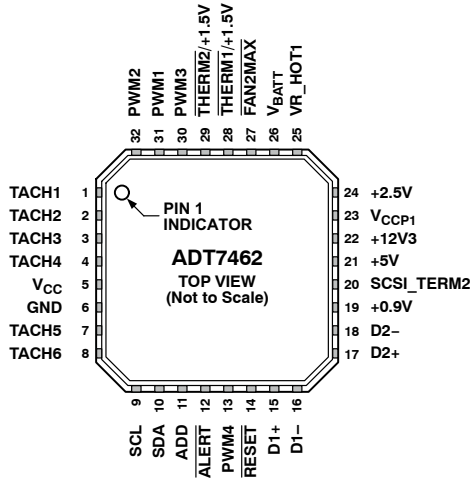 32 PWM2
31 PWM1
30 PWM3
29 THERM2/+1.5V
28 THERM1/+1.5V
27 FAN2MAX
26 VBATT
25 VR_HOT1
TACH1 1
TACH2 2
TACH3 3
TACH4 4
VCC 5
GND 6
TACH5 7
TACH6 8
PIN 1
INDICATOR
ADT7462
TOP VIEW
(Not to Scale)
24 +2.5V
23 VCCP1
22 +12V3
21 +5V
20 SCSI_TERM2
19 +0.9V
18 D2–
17 D2+
9 SCL
10 SDA
11 ADD
12 ALERT
13 PWM4
14 RESET
15 D1+
16 D1–